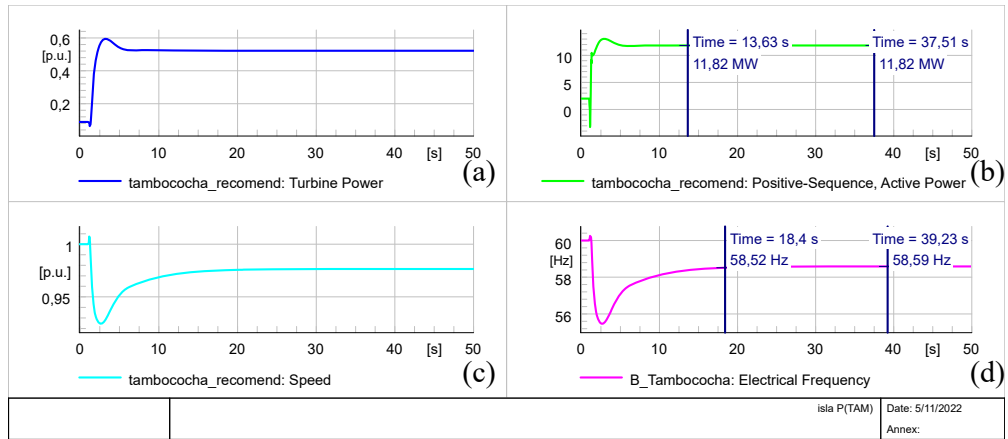 0,6
[p.u.]
0,4
0,2
0 10 20 30 40 [s] 50
tambococha_recomend: Turbine Power
(a)
10
5
0
Time = 13,63 s
11,82 MW
Time = 37,51 s
11,82 MW
0 10 20 30 40 [s] 50
tambococha_recomend: Positive-Sequence, Active Power
(b)
1
[p.u.]
0,95
0 10 20 30 40 [s] 50
tambococha_recomend: Speed
(c)
60
[Hz]
58
56
Time = 18,4 s
58,52 Hz
Time = 39,23 s
58,59 Hz
0 10 20 30 40 [s] 50
B_Tambococha: Electrical Frequency
(d)
isla P(TAM)
Date: 5/11/2022
Annex: